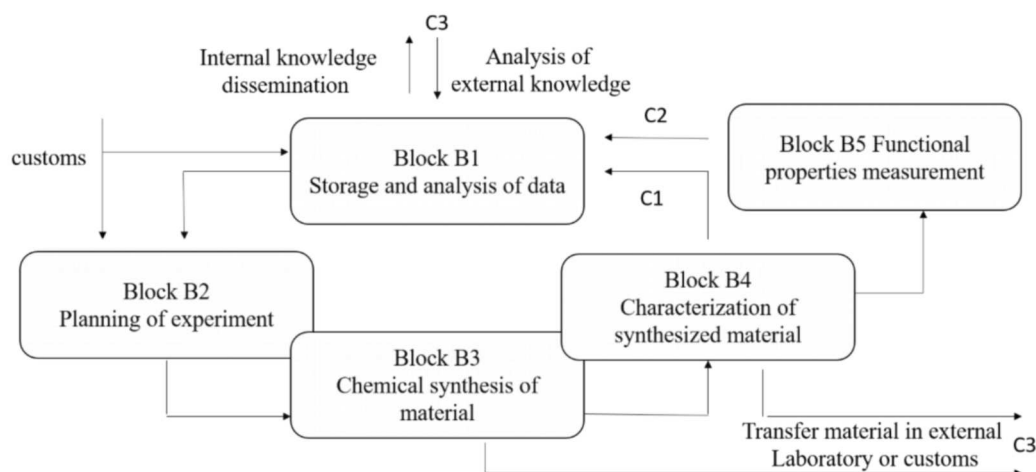 C3
Internal knowledge
dissemination
Analysis of
external knowledge
customs
Block B1
Storage and analysis of data
C2
C1
Block B5 Functional
properties measurement
Block B2
Planning of experiment
Block B3
Chemical synthesis of
material
Block B4
Characterization of
synthesized material
Transfer material in external
Laboratory or customs
C3